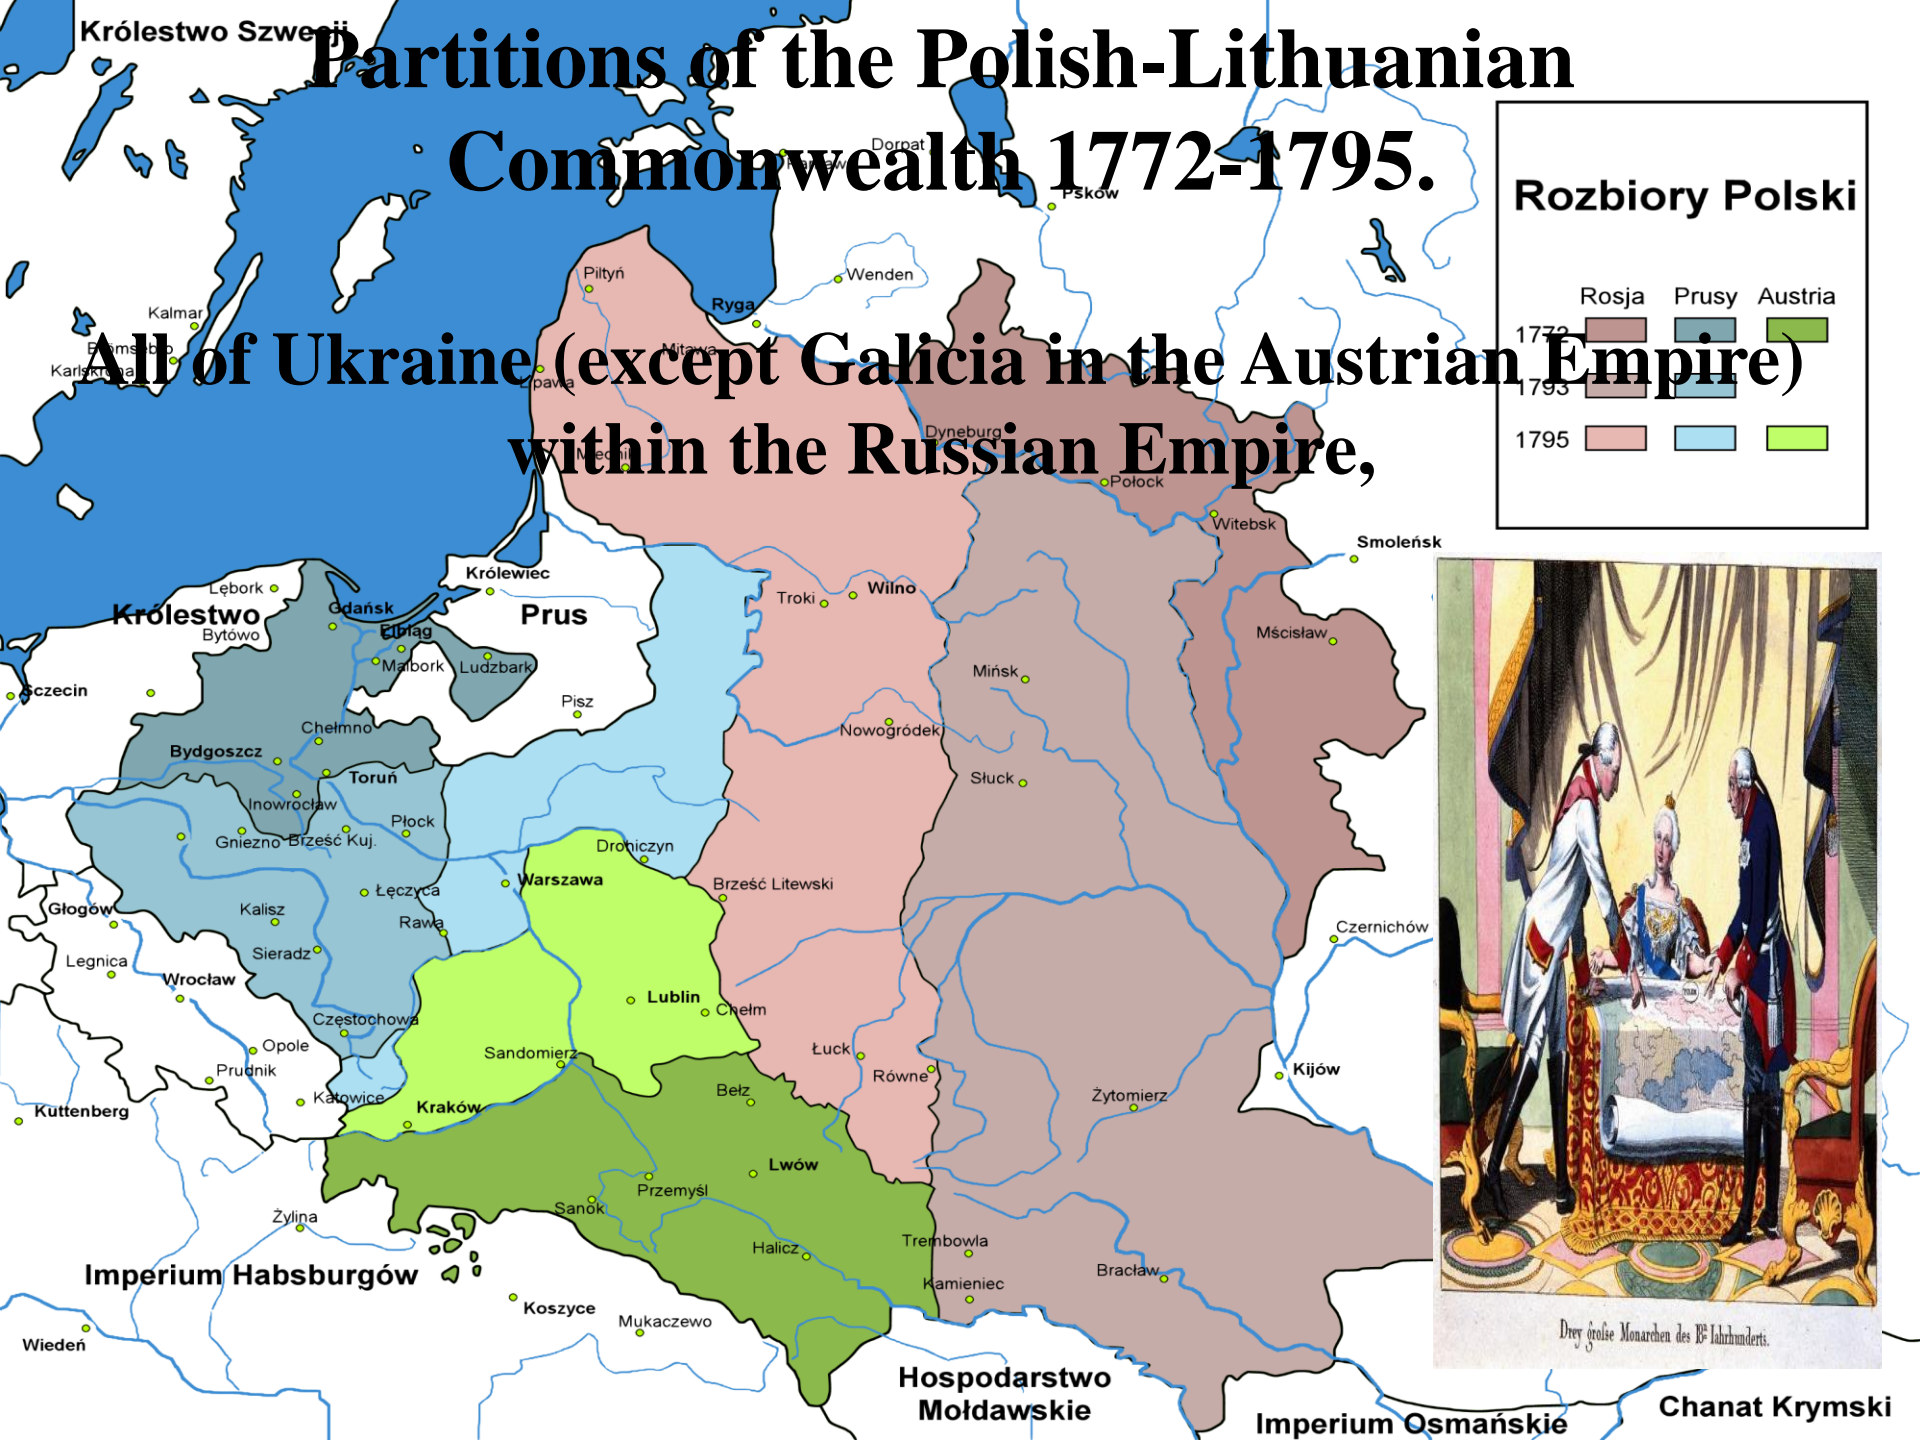 Partitions of the Polish-Lithuanian
Commonwealth 1772-1795.
All of Ukraine (except Galicia in the Austrian Empire)
within the Russian Empire,
Rozbiory Polski
Rosja Prusy Austria
1772
1793
1795
Królestwo Szwecji
Dorpat
Psków
Piltyń
Wenden
Ryga
Kalmar
Brömsebro
Karlskrona
Mitawa
Lipawa
Dyneburg
Miedniki
Połock
Witebsk
Smoleńsk
Królewiec
Lębork
Królestwo
Prus
Gdańsk
Bytówo
Elbląg
Malbork
Ludzbark
Troki
Wilno
Mścisław
Mińsk
Sczecin
Pisz
Chełmno
Nowogródek
Bydgoszcz
Toruń
Słuck
Inowrocław
Płock
Gniezno
Brześć Kuj.
Drohiczyn
Warszawa
Brześć Litewski
Łęczyca
Głogów
Kalisz
Rawa
Czernichów
Sieradz
Legnica
Wrocław
Lublin
Chełm
Częstochowa
Opole
Sandomierz
Łuck
Prudnik
Równe
Kijów
Bełz
Katowice
Żytomierz
Kuttenberg
Kraków
Lwów
Przemyśl
Sanok
Żylina
Halicz
Trembowla
Imperium Habsburgów
Kamieniec
Bracław
Koszyce
Mukaczewo
Wiedeń
Hospodarstwo
Mołdawskie
Imperium Osmańskie
Chanat Krymski
Drey große Monarchen des 18ten Jahrhunderts.